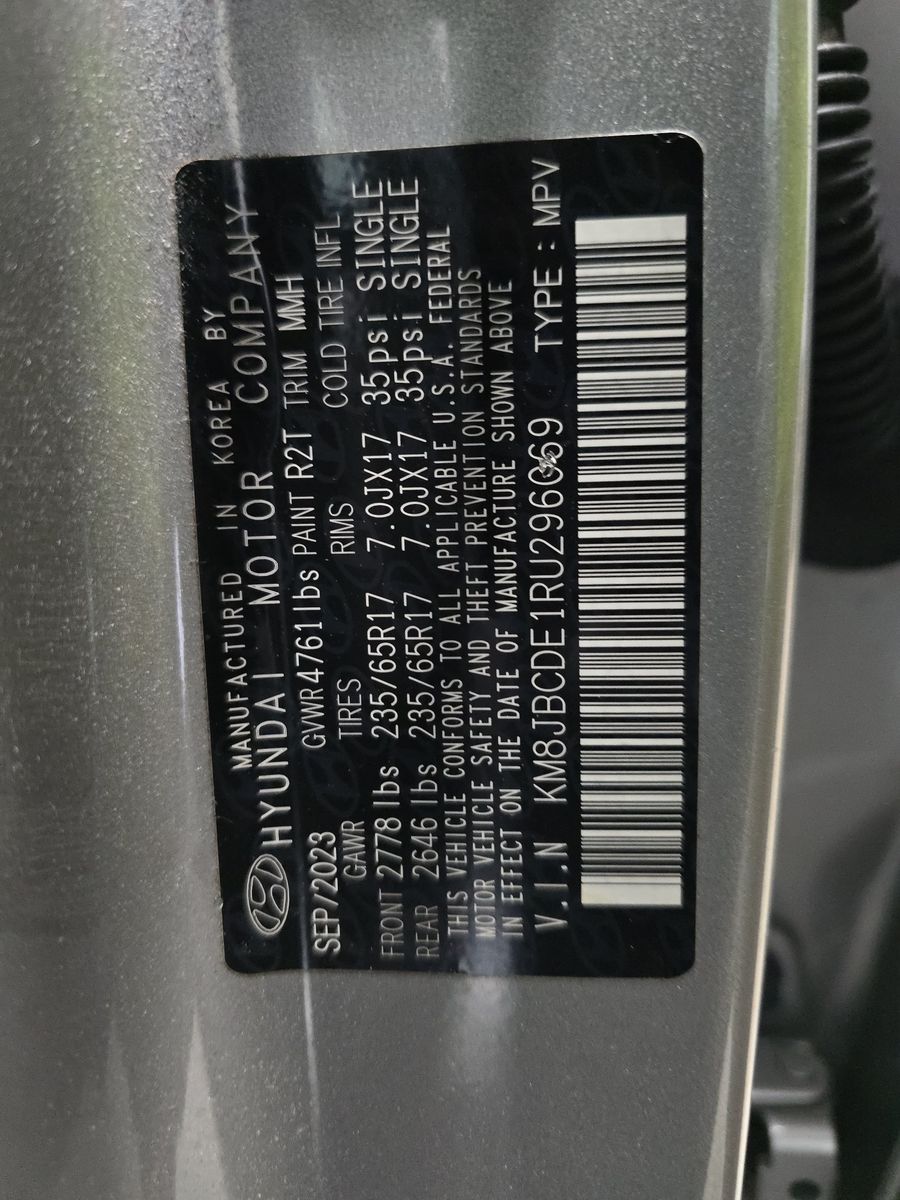 MANUFACTURED IN KOREA BY
HYUNDAI MOTOR COMPANY
SEP/2023 GVWR 4761lbs PAINT R2T TRIM MMH
GAWR TIRES RIMS COLD TIRE INFL
FRONT 2778 lbs 235/65R17 7.0JX17 35psi SINGLE
REAR 2646 lbs 235/65R17 7.0JX17 35psi SINGLE
THIS VEHICLE CONFORMS TO ALL APPLICABLE U.S.A. FEDERAL
MOTOR VEHICLE SAFETY AND THEFT PREVENTION STANDARDS
IN EFFECT ON THE DATE OF MANUFACTURE SHOWN ABOVE
V.I.N TYPE : MPV